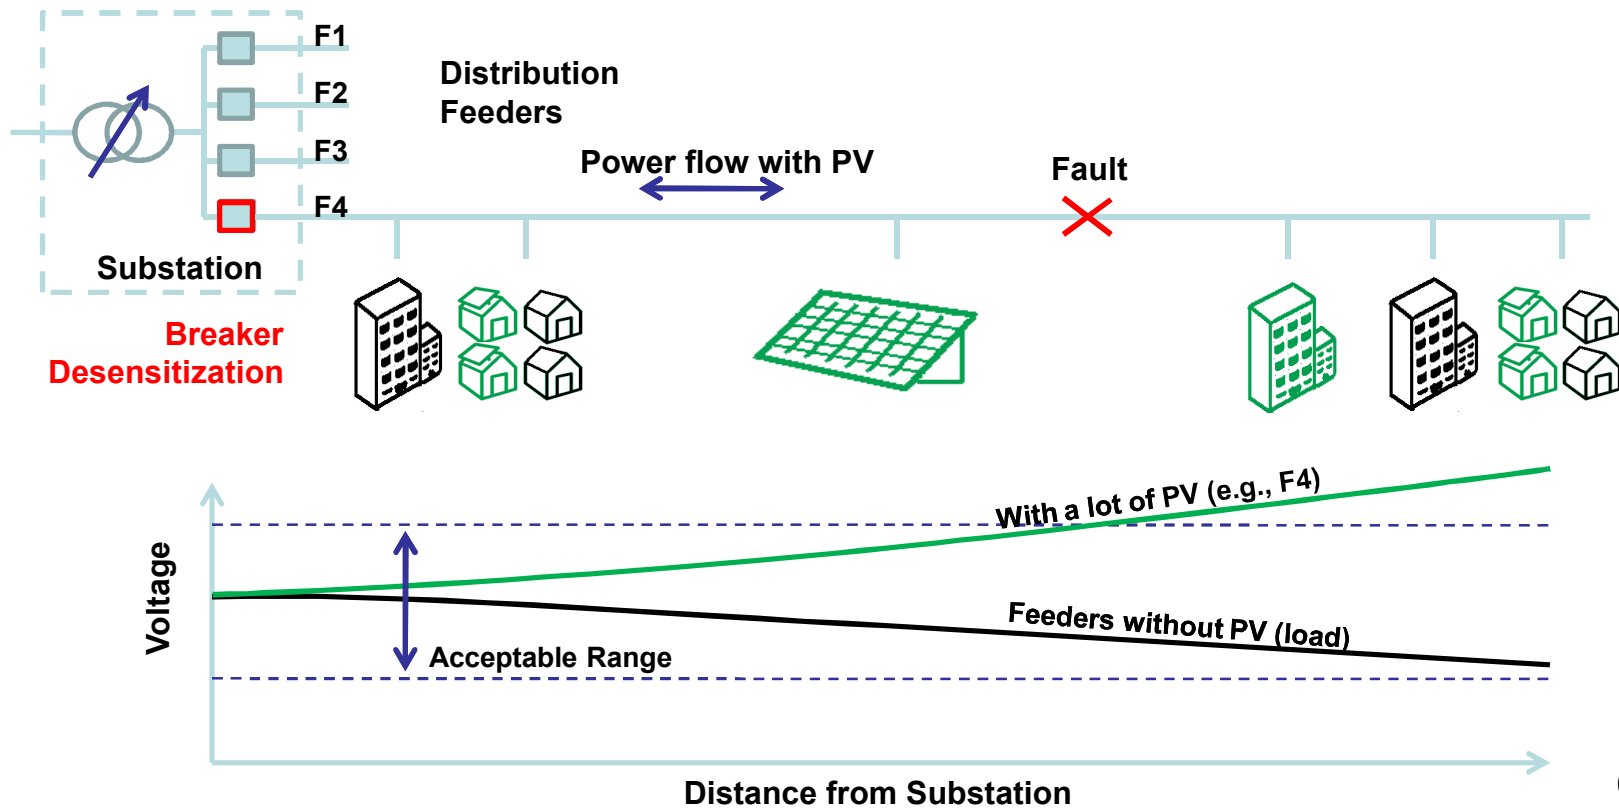 F1
F2
F3
F4
Distribution
Feeders
Power flow with PV
Fault
Substation
Breaker
Desensitization
With a lot of PV (e.g., F4)
Feeders without PV (load)
Acceptable Range
Voltage
Distance from Substation